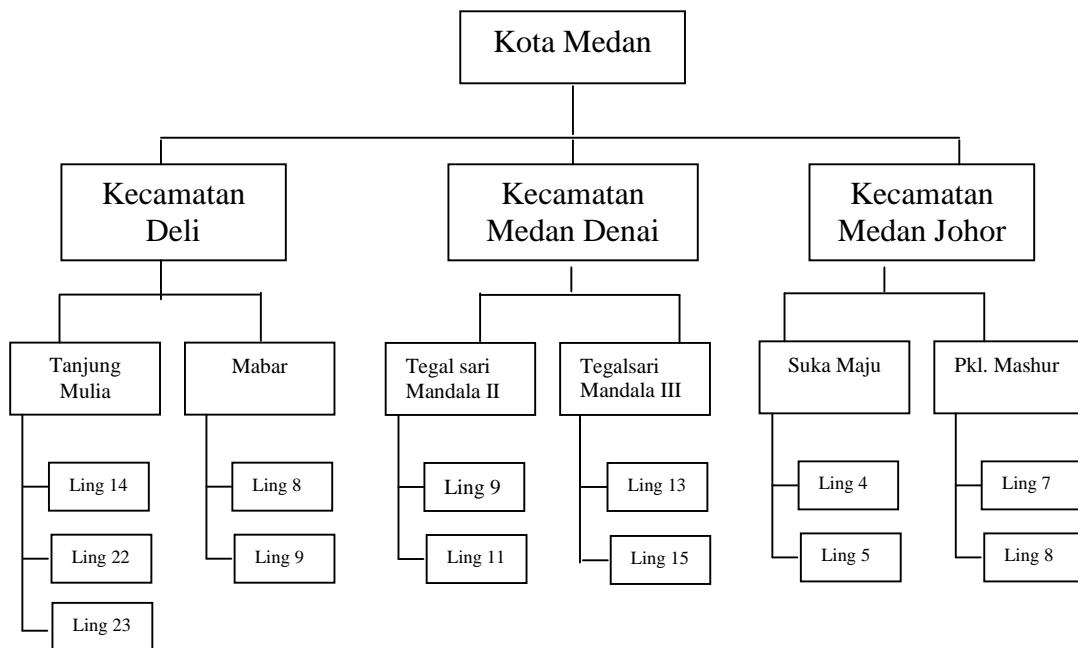 Kota Medan
Kecamatan
Deli
Kecamatan
Medan Denai
Kecamatan
Medan Johor
Tanjung
Mulia
Mabar
Tegal sari
Mandala II
Tegalsari
Mandala III
Suka Maju
Pkl. Mashur
Ling 14
Ling 8
Ling 9
Ling 13
Ling 4
Ling 7
Ling 22
Ling 9
Ling 11
Ling 15
Ling 5
Ling 8
Ling 23